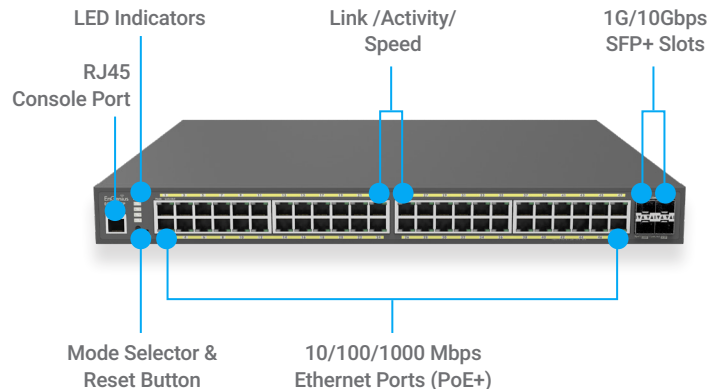 LED Indicators
Link /Activity/
Speed
1G/10Gbps
SFP+ Slots
RJ45
Console Port
EnGenius
Mode Selector &
Reset Button
10/100/1000 Mbps
Ethernet Ports (PoE+)